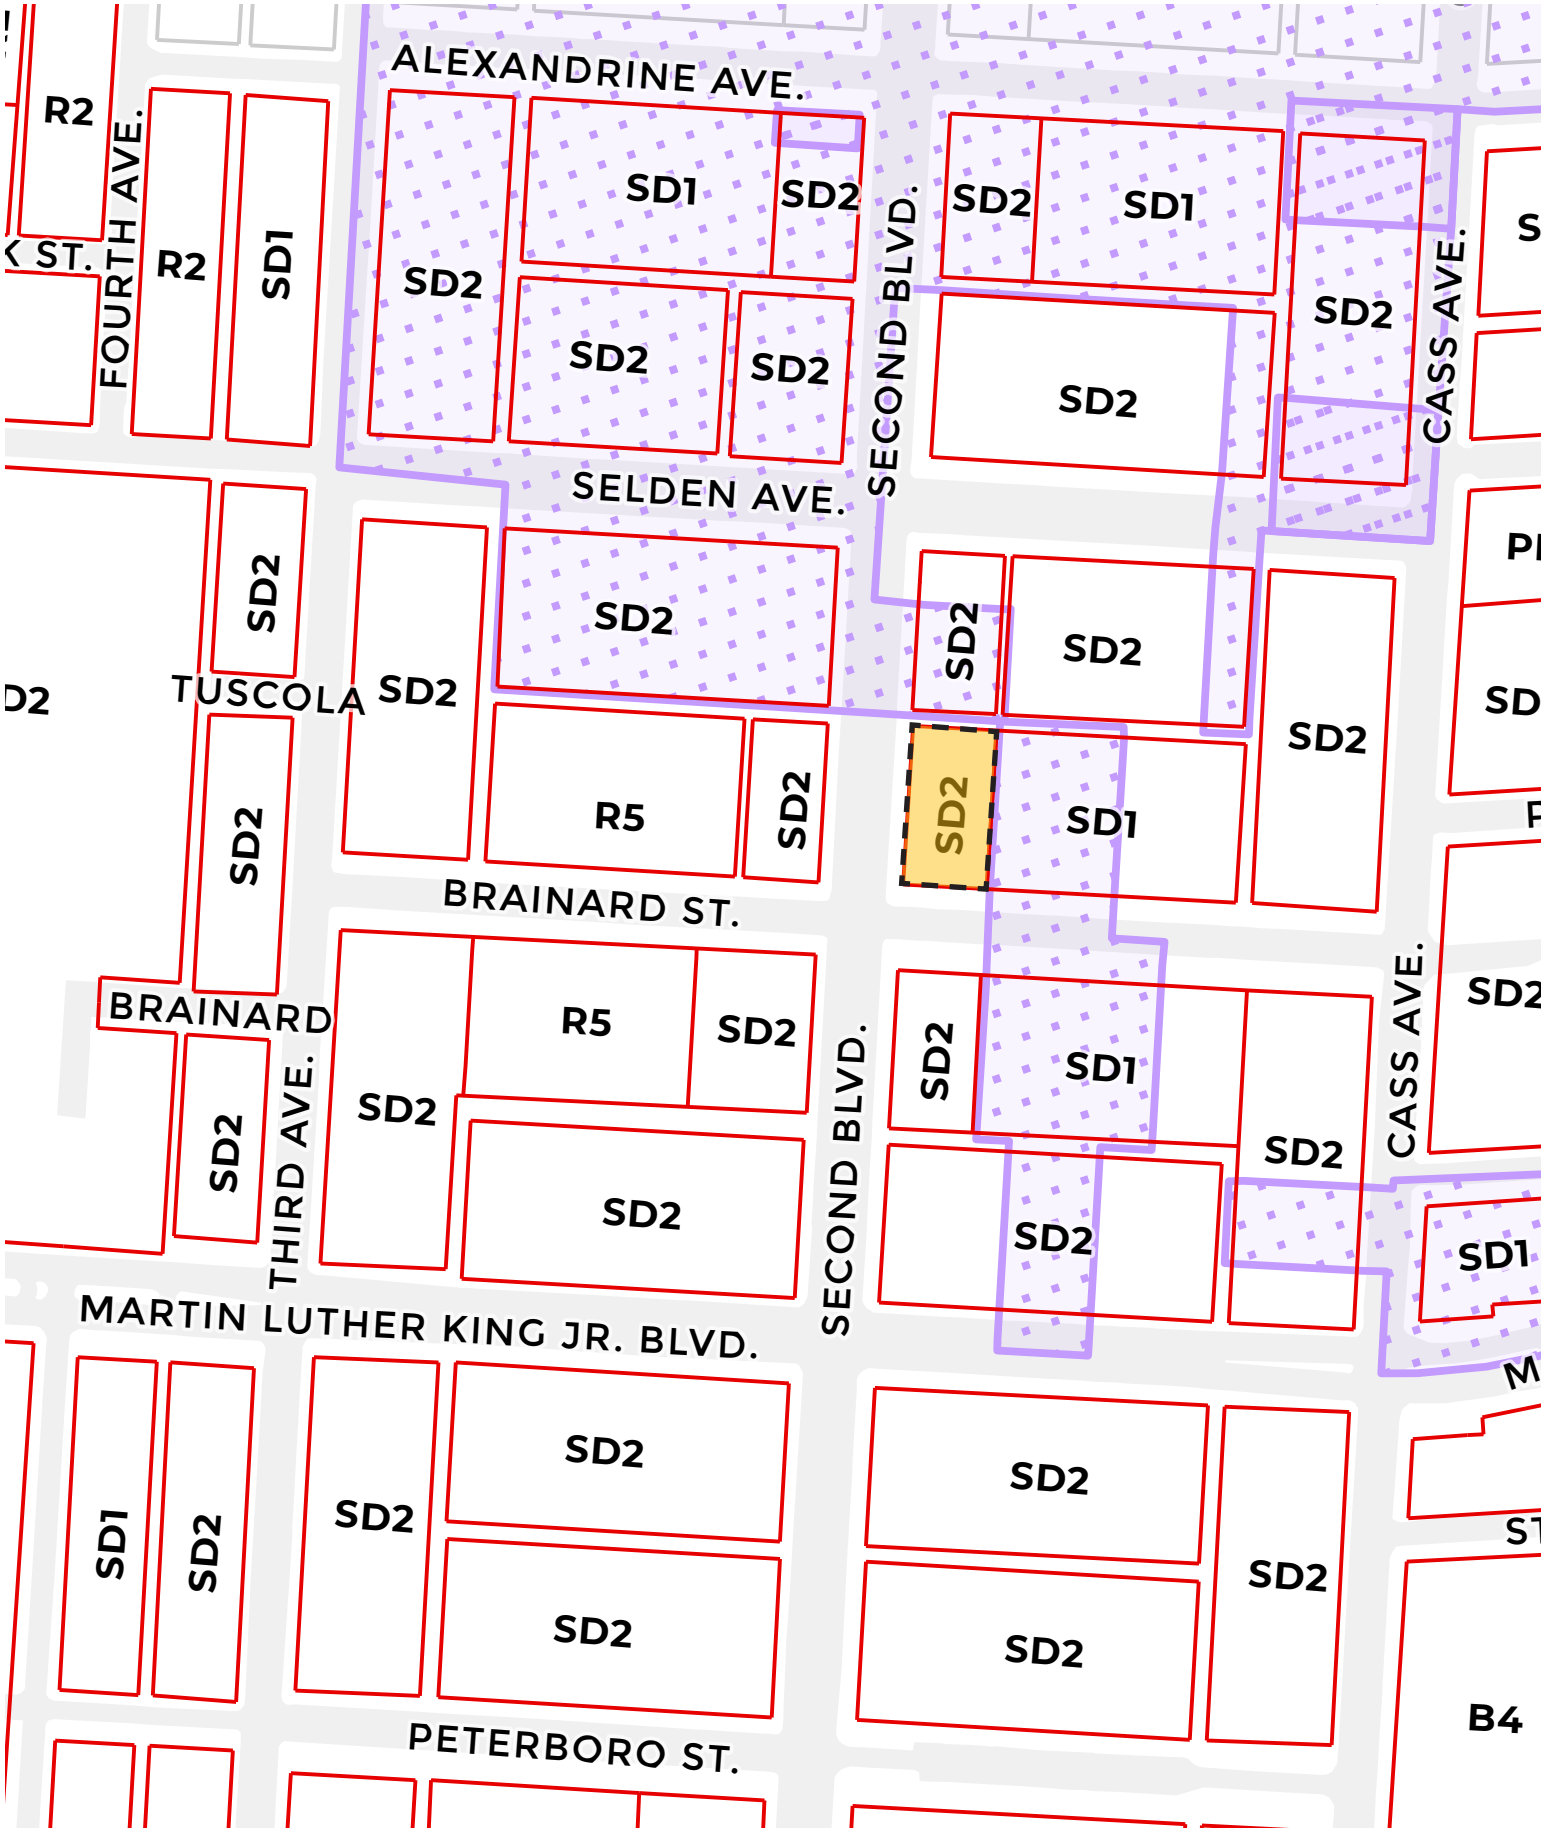 ALEXANDRINE AVE.
R2
FOURTH AVE.
SD1
SD2
SD2
SD1
K ST.
R2
SD1
SD2
SECOND BLVD.
CASS AVE.
SD2
SD2
SD2
SD2
SELDEN AVE.
SD2
SD2
SD2
SD2
TUSCOLA
SD2
D2
SD2
SD2
R5
SD2
SD2
SD1
BRAINARD ST.
SD2
BRAINARD
R5
SD2
SD2
SD1
CASS AVE.
SD2
THIRD AVE.
SD2
SD2
SECOND BLVD.
SD2
SD2
SD2
SD1
MARTIN LUTHER KING JR. BLVD.
SD2
SD2
SD1
SD2
SD2
SD2
SD2
SD2
B4
PETERBORO ST.